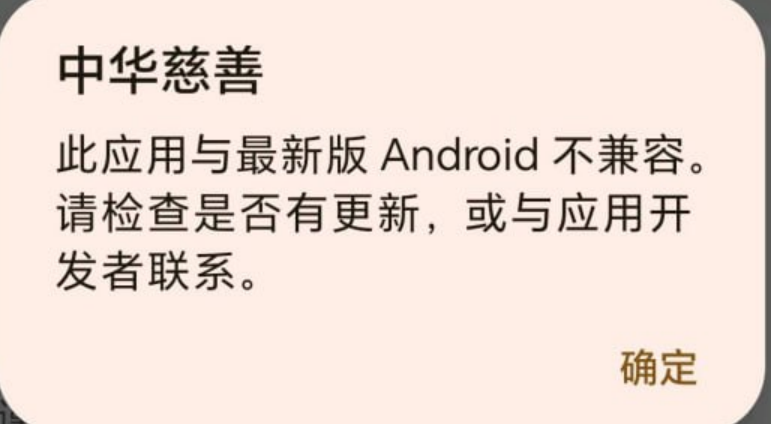 中华慈善
此应用与最新版 Android 不兼容。
请检查是否有更新，或与应用开
发者联系。
确定